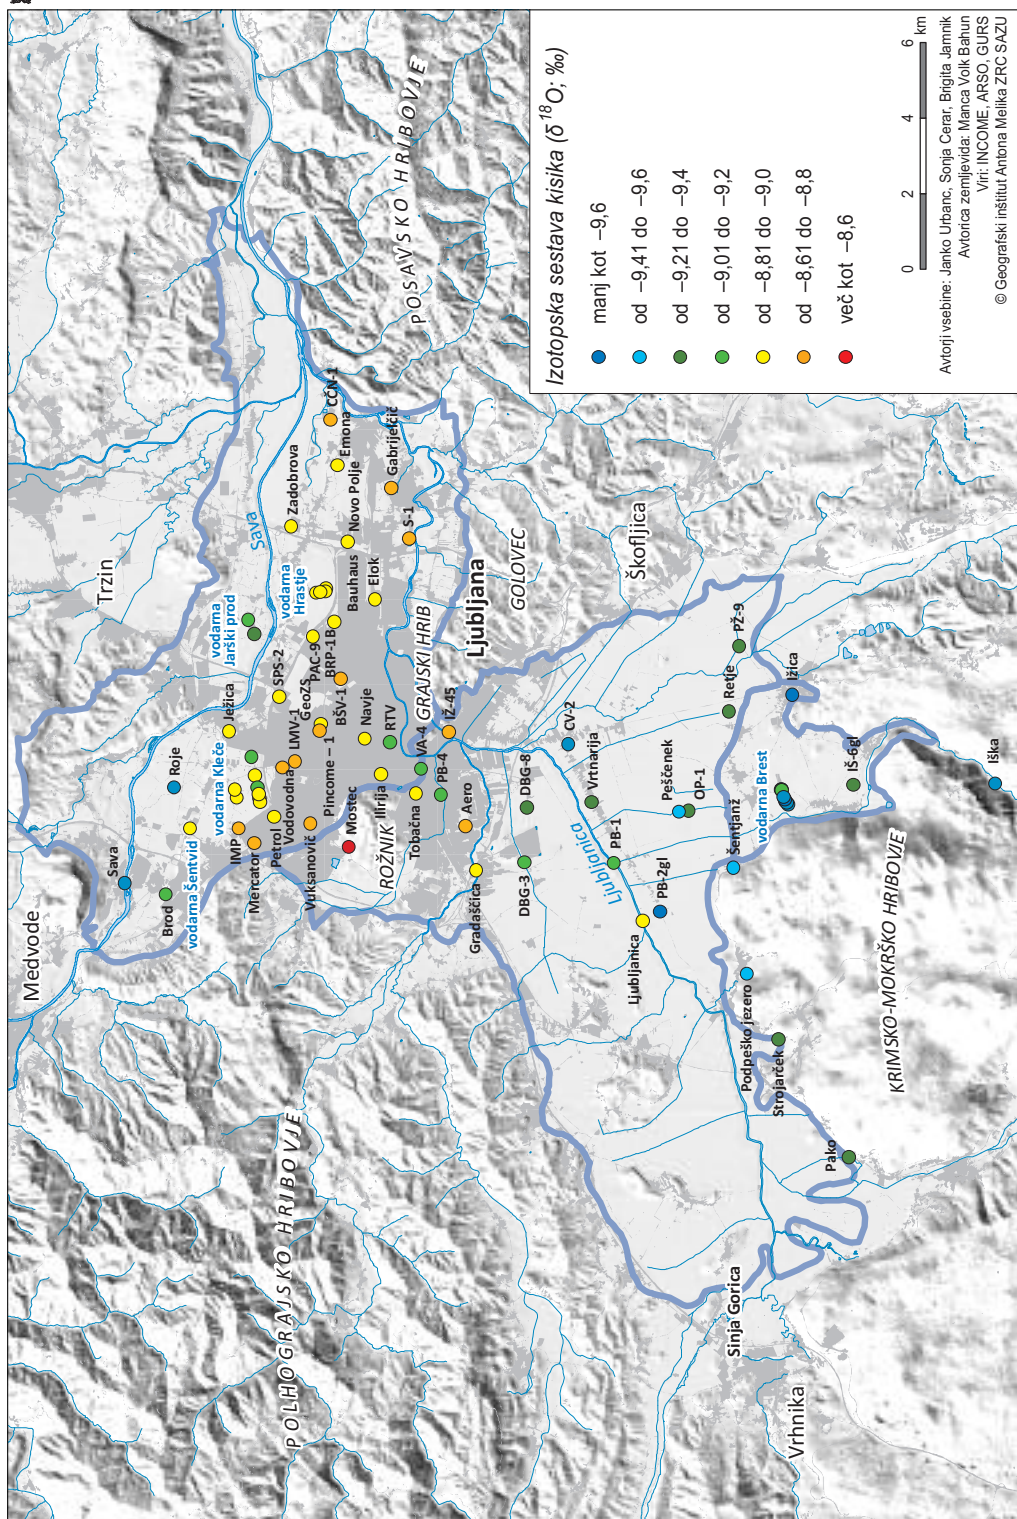 Medvode
Trzin
Sava
Brod
Roje
vodarna Šentvid
Ježica
vodarna Kleče
vodarna
Jarški prod
SPS-2
Sava
Zadobrova
vodarna
Hrastje
IMP
Mercator
Petrol
Vodovodna
LMV-1
GeoZS
PAC-9
BRP-1B
BŠV-1
Pincome – 1
Vuksanović
Mostec
Navje
RTV
Ilirija
ROŽNIK
Tobačna
VA-4
PB-4
Aero
Gradaščica
IŽ-45
GRAJSKI HRIB
Ljubljana
Bauhaus
Elok
Novo Polje
Emona
CČN-1
Gabrijelčič
S-1
GOLOVEC
POSAVSKO HRIBOVJE
POLHOGRAJSKO HRIBOVJE
Škofljica
DBG-8
DBG-3
CV-2
Vrtnarija
Ljubljanica
PB-1
PB-2gl
Ljubljanica
Peščenek
OP-1
Šentjanž
vodarna Brest
Retje
PŽ-9
Ižica
IŠ-6gl
Iška
Podpeško jezero
Strojarček
Pako
KRIMSKO-MOKRŠKO HRIBOVJE
Sinja Gorica
Vrhnika
Izotopska sestava kisika (δ¹⁸O; ‰)
manj kot −9,6
od −9,41 do −9,6
od −9,21 do −9,4
od −9,01 do −9,2
od −8,81 do −9,0
od −8,61 do −8,8
več kot −8,6
0 2 4 6
km
Avtorji vsebine: Janko Urbanc, Sonja Cerar, Brigita Jamnik
Avtorica zemljevida: Manca Volk Bahun
Viri: INCOME, ARSO, GURS
© Geografski inštitut Antona Melika ZRC SAZU